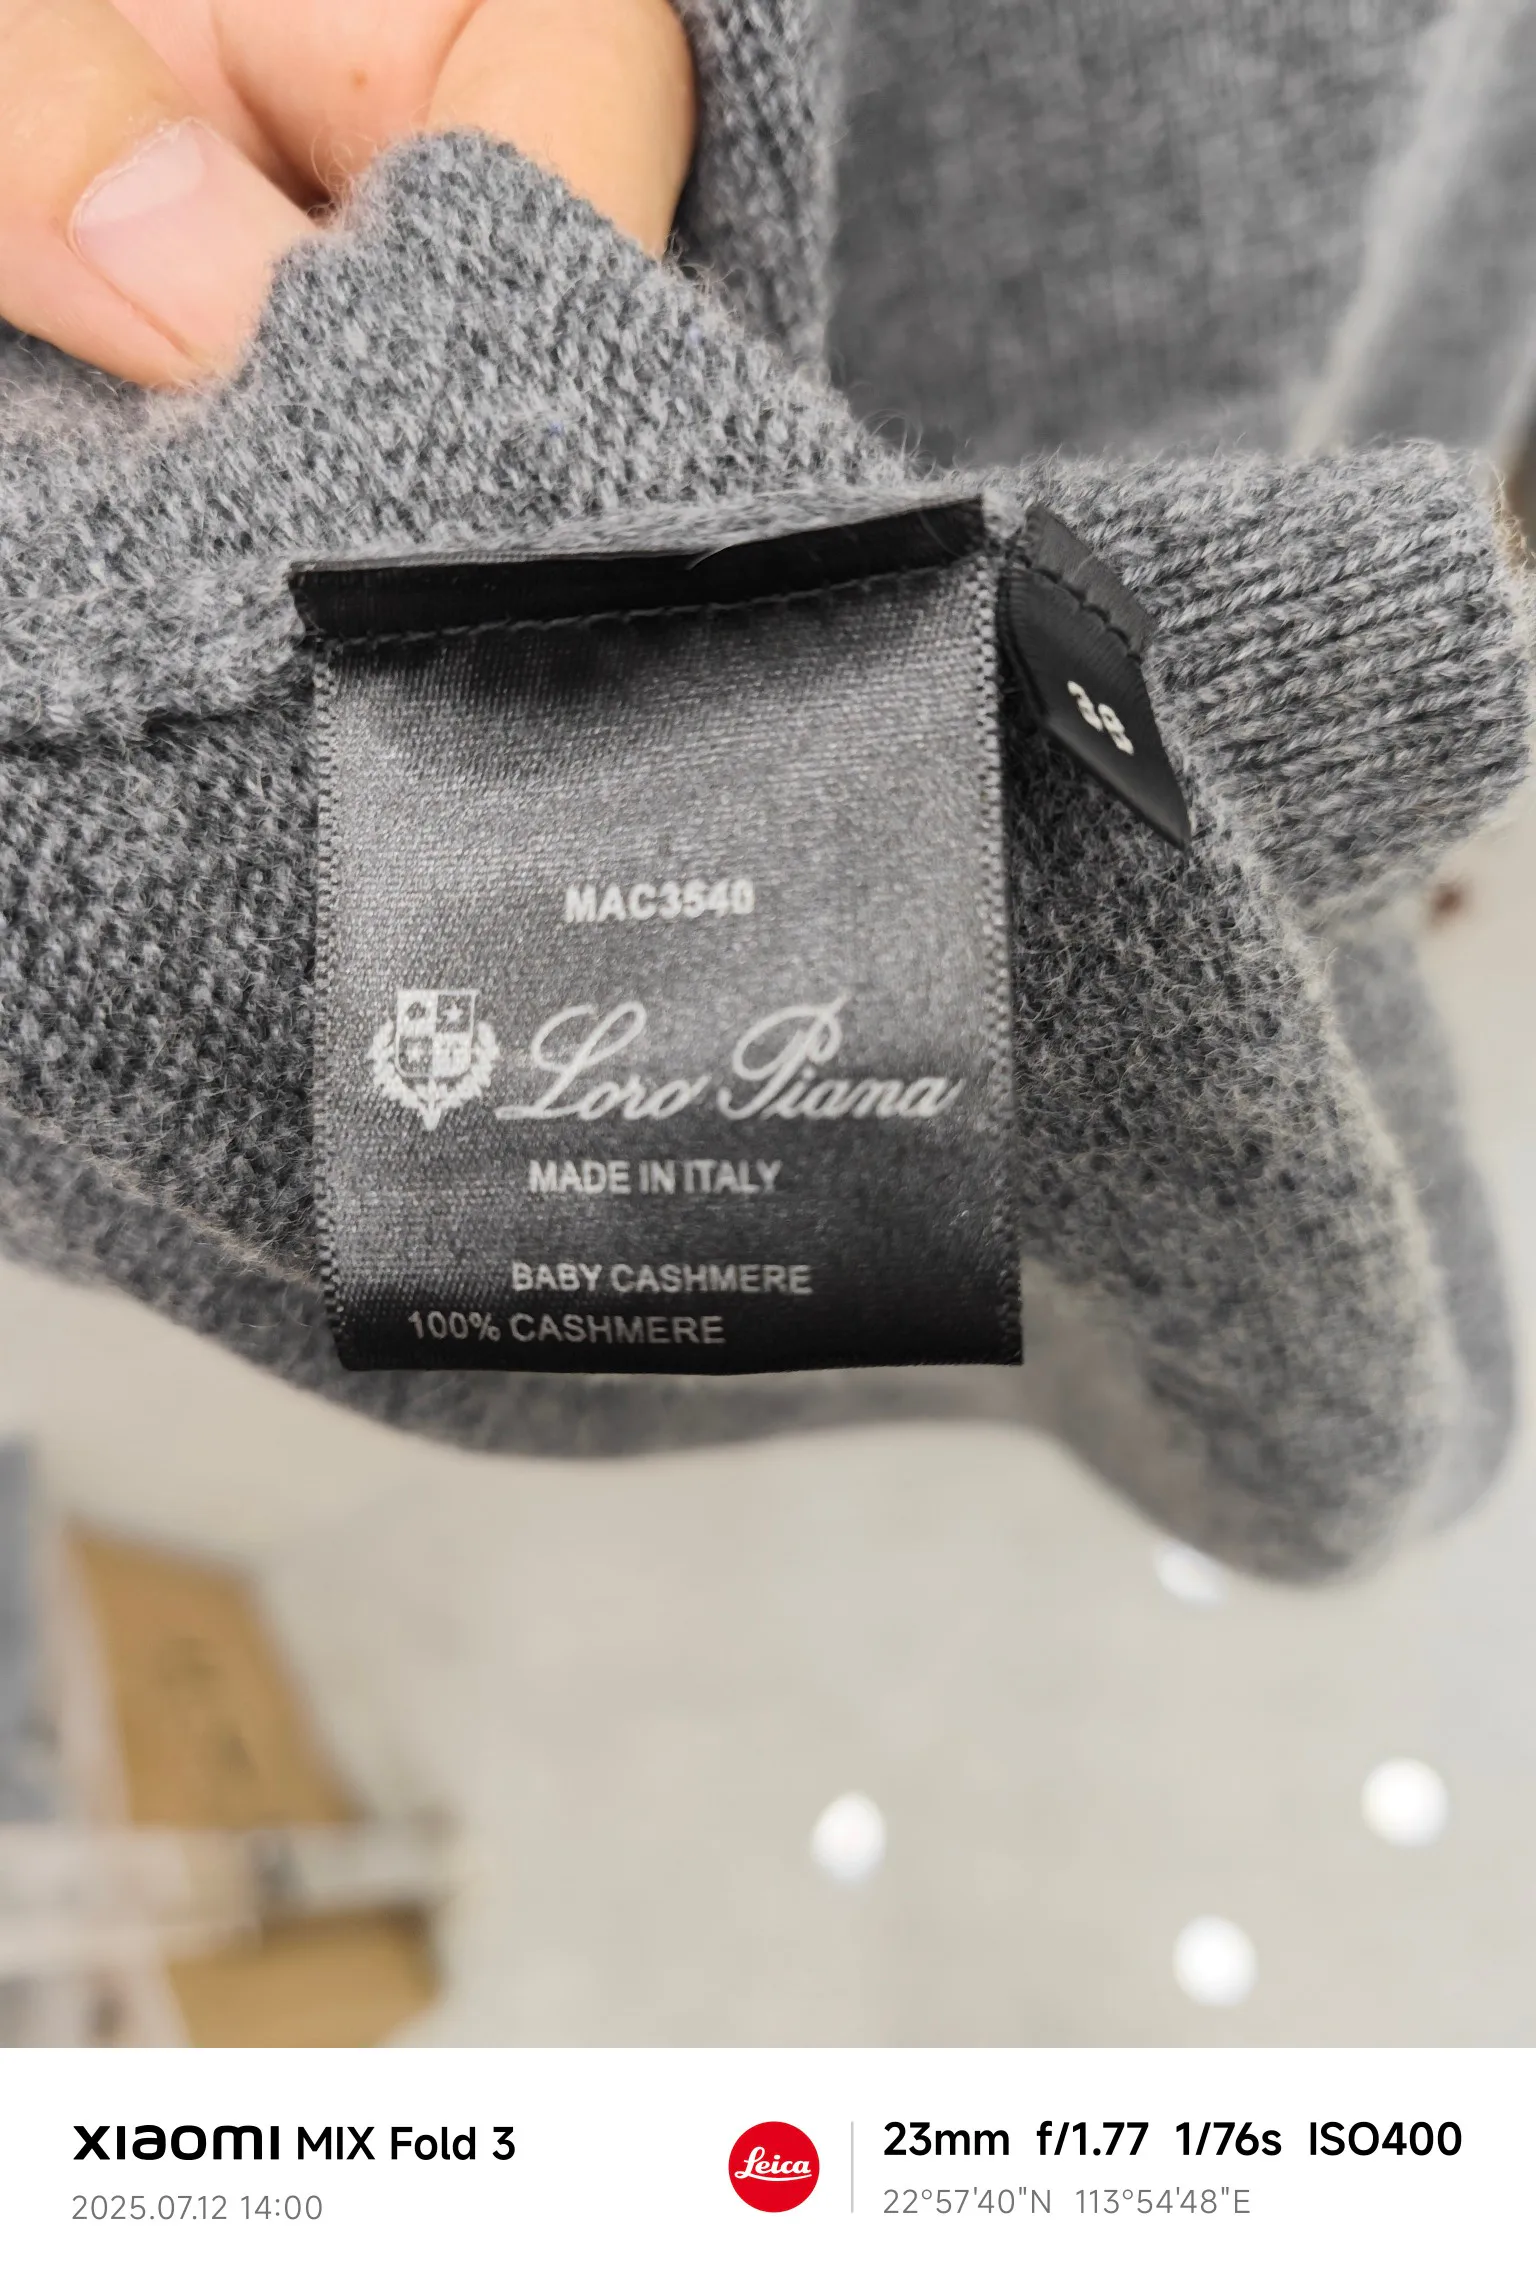 38
MAC3540
Loro Piana
MADE IN ITALY
BABY CASHMERE
100% CASHMERE
xiaomi MIX Fold 3
2025.07.12 14:00
Leica
23mm f/1.77 1/76s ISO400
22°57'40"N 113°54'48"E